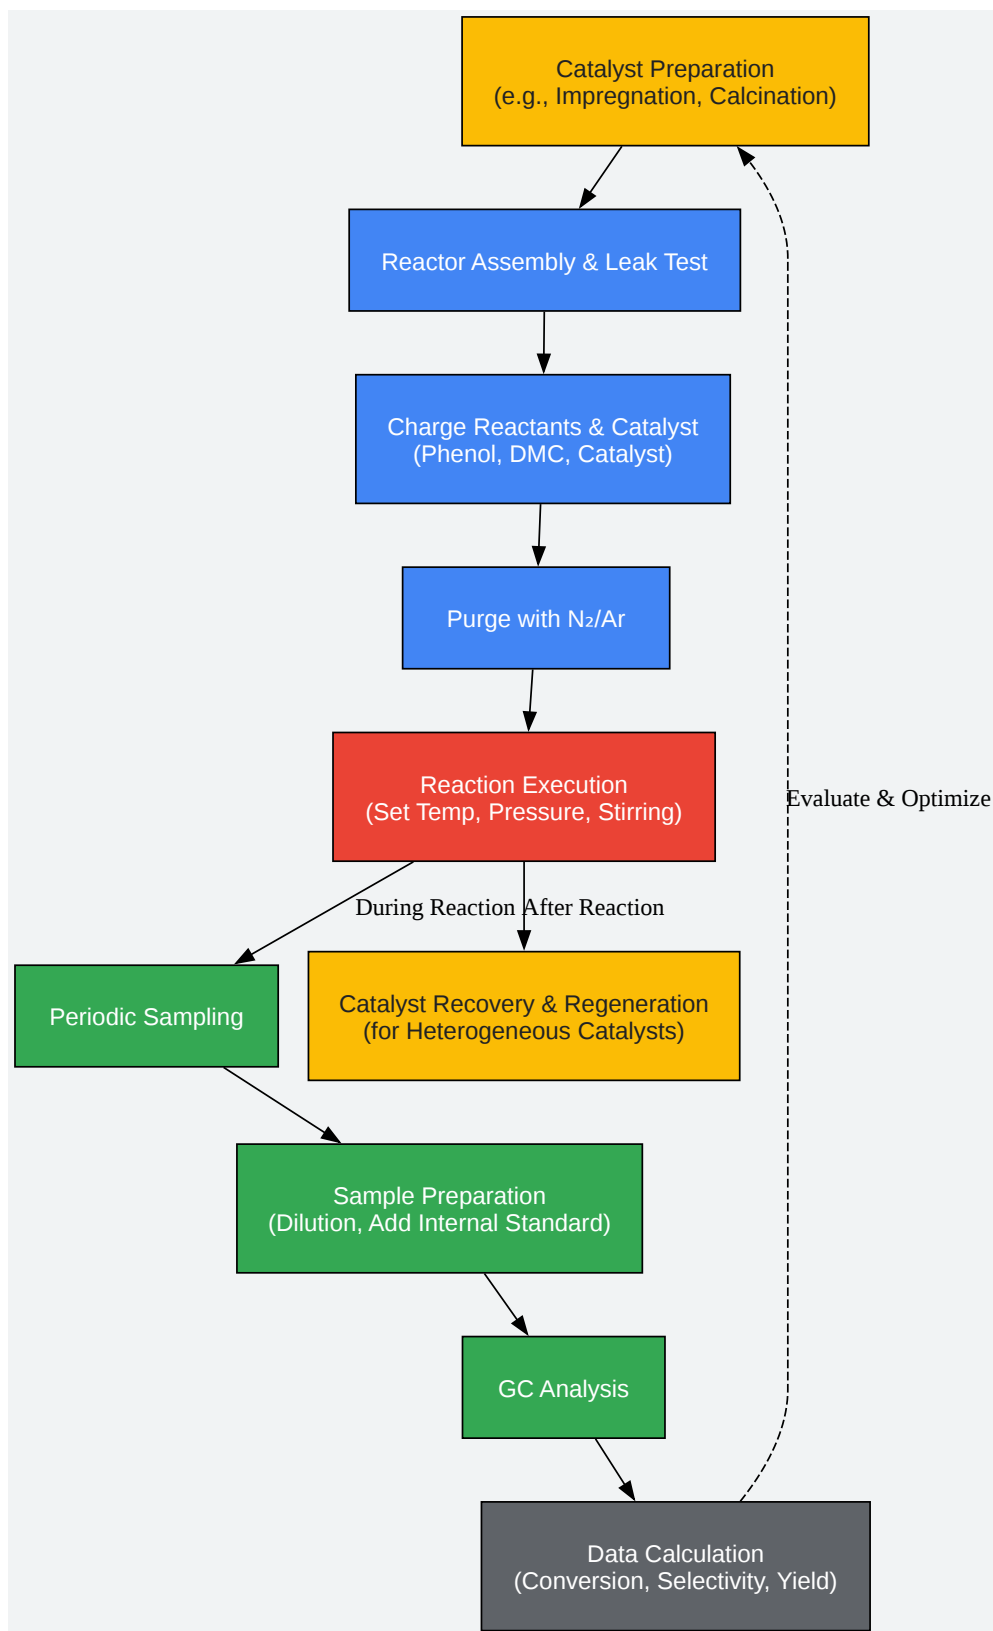 Catalyst Preparation
(e.g., Impregnation, Calcination)
Reactor Assembly & Leak Test
Charge Reactants & Catalyst
(Phenol, DMC, Catalyst)
Purge with N₂/Ar
Reaction Execution
(Set Temp, Pressure, Stirring)
Evaluate & Optimize
During Reaction
After Reaction
Periodic Sampling
Catalyst Recovery & Regeneration
(for Heterogeneous Catalysts)
Sample Preparation
(Dilution, Add Internal Standard)
GC Analysis
Data Calculation
(Conversion, Selectivity, Yield)